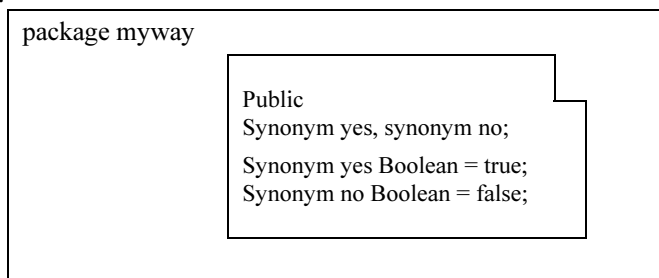 package myway
Public
Synonym yes, synonym no;
Synonym yes Boolean = true;
Synonym no Boolean = false;